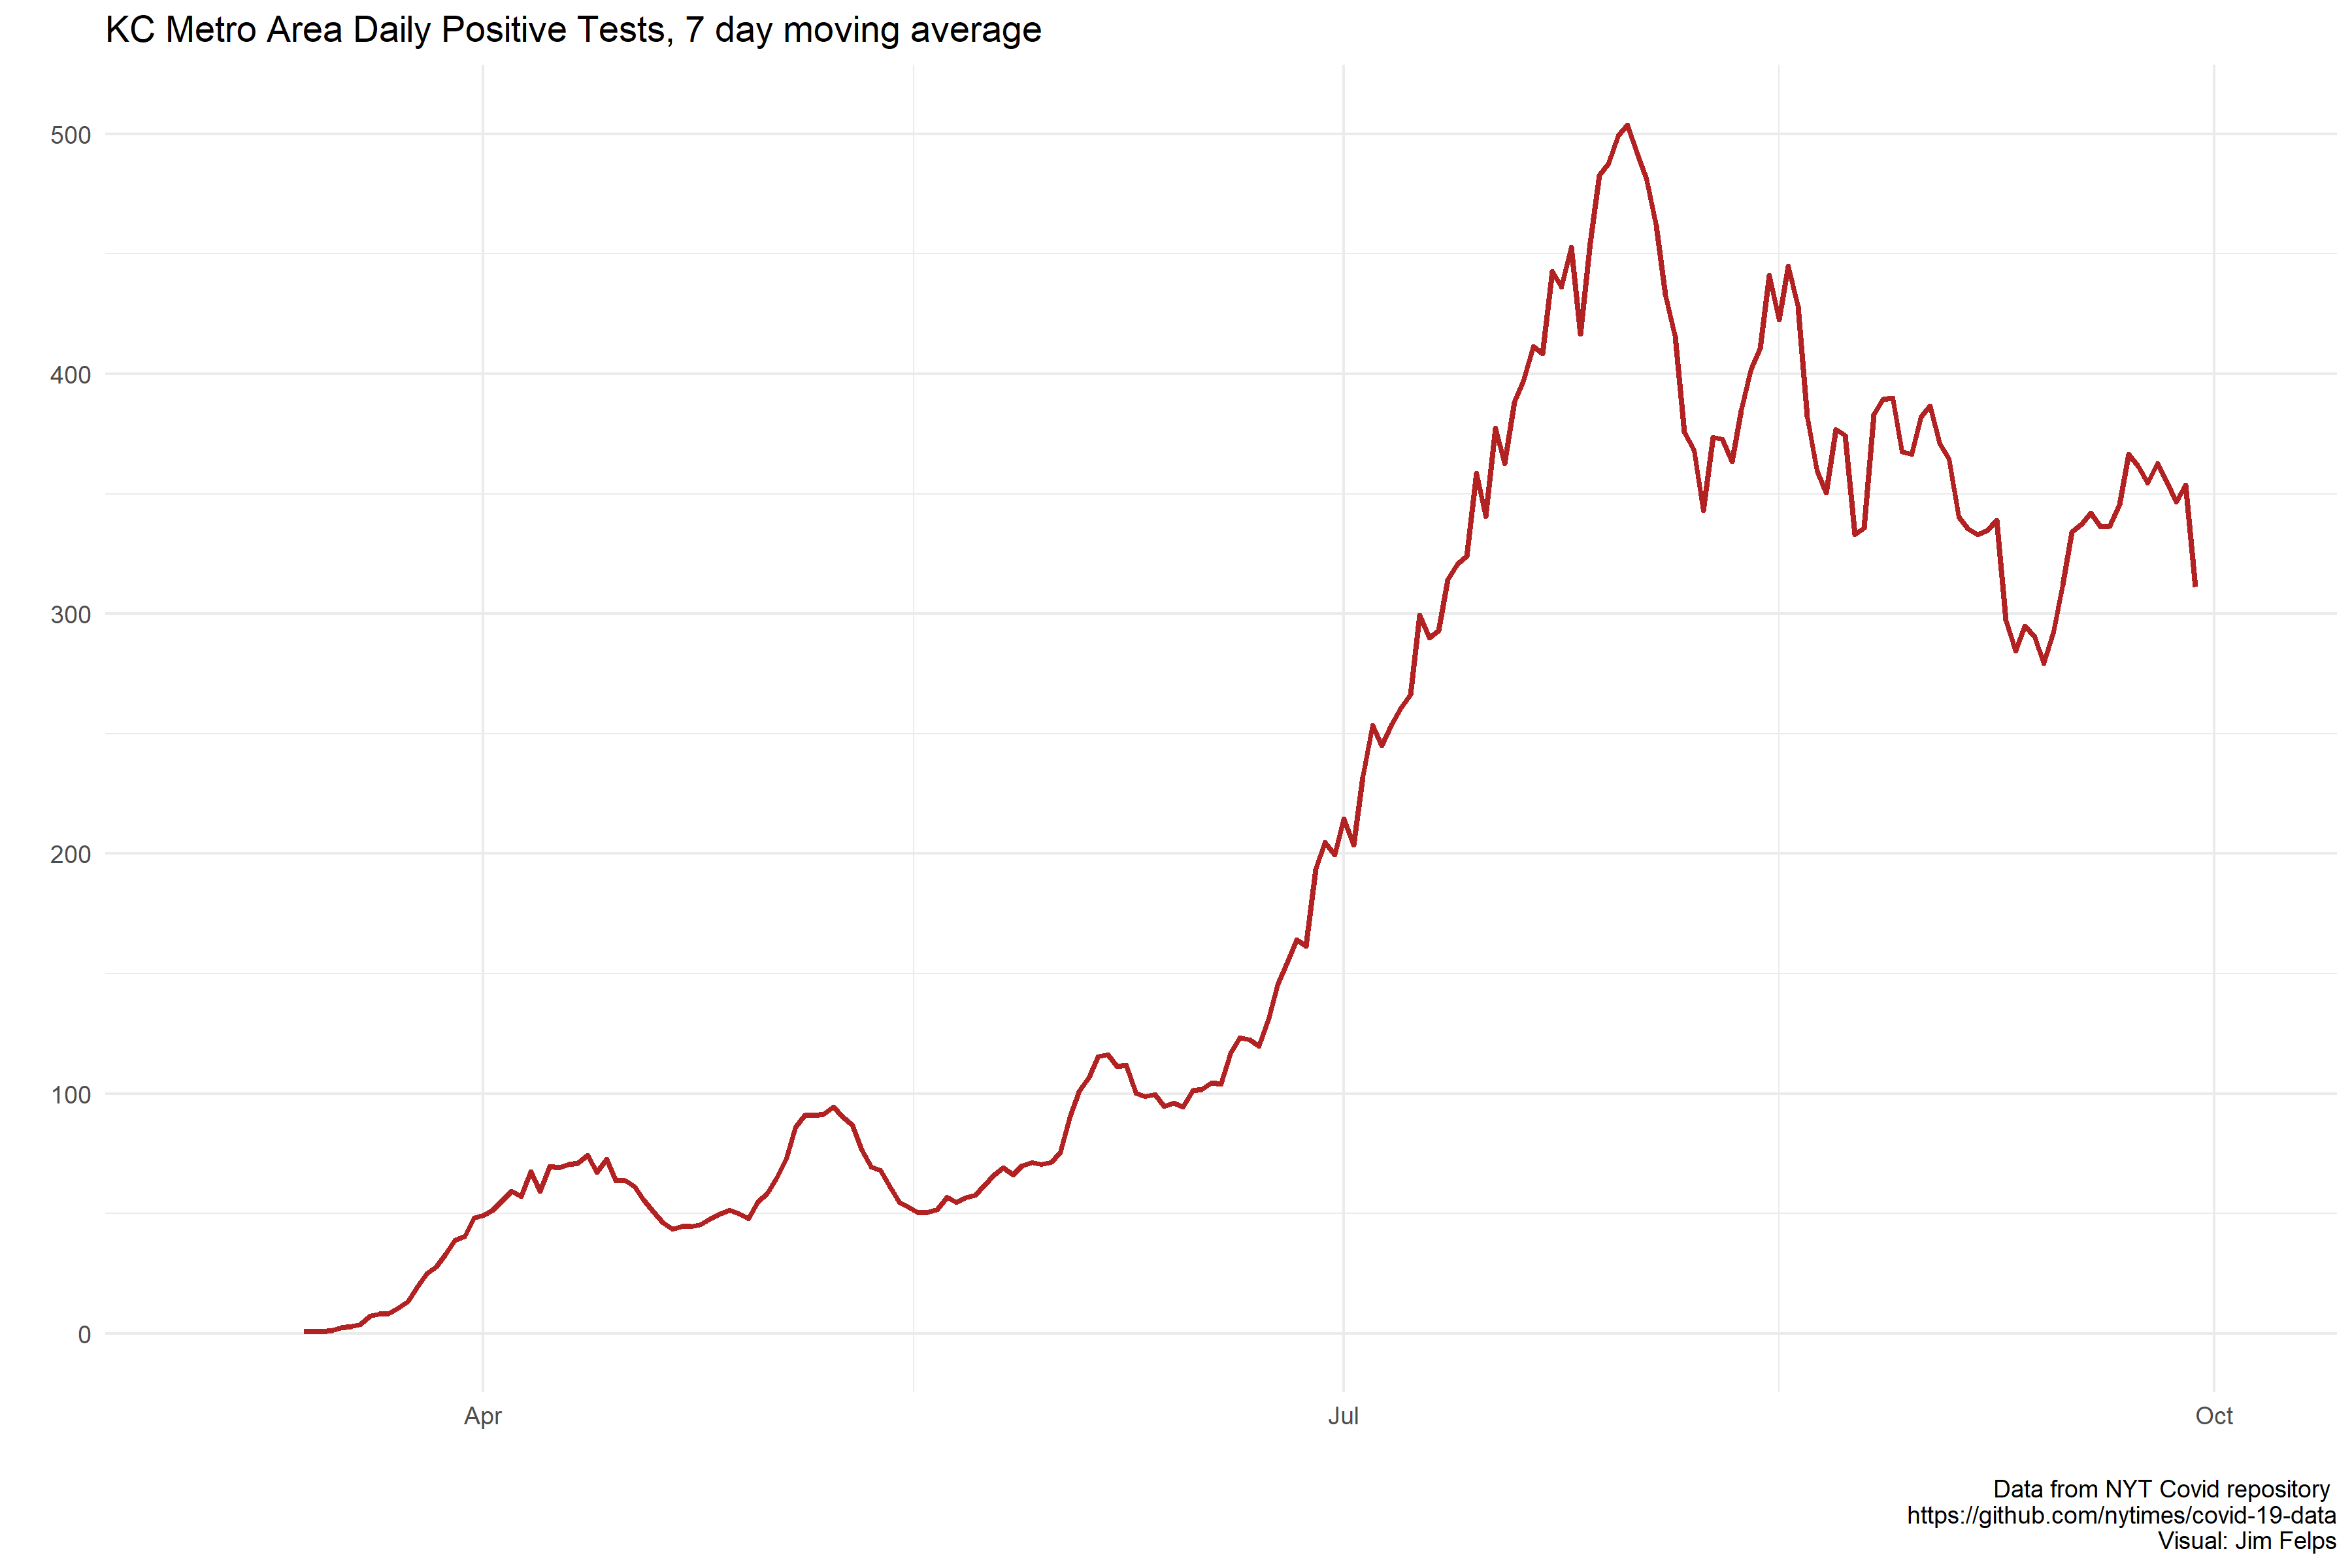 KC Metro Area Daily Positive Tests, 7 day moving average
500
400
300
200
100
0
Apr
Jul
Oct
Data from NYT Covid repository
https://github.com/nytimes/covid-19-data
Visual: Jim Felps